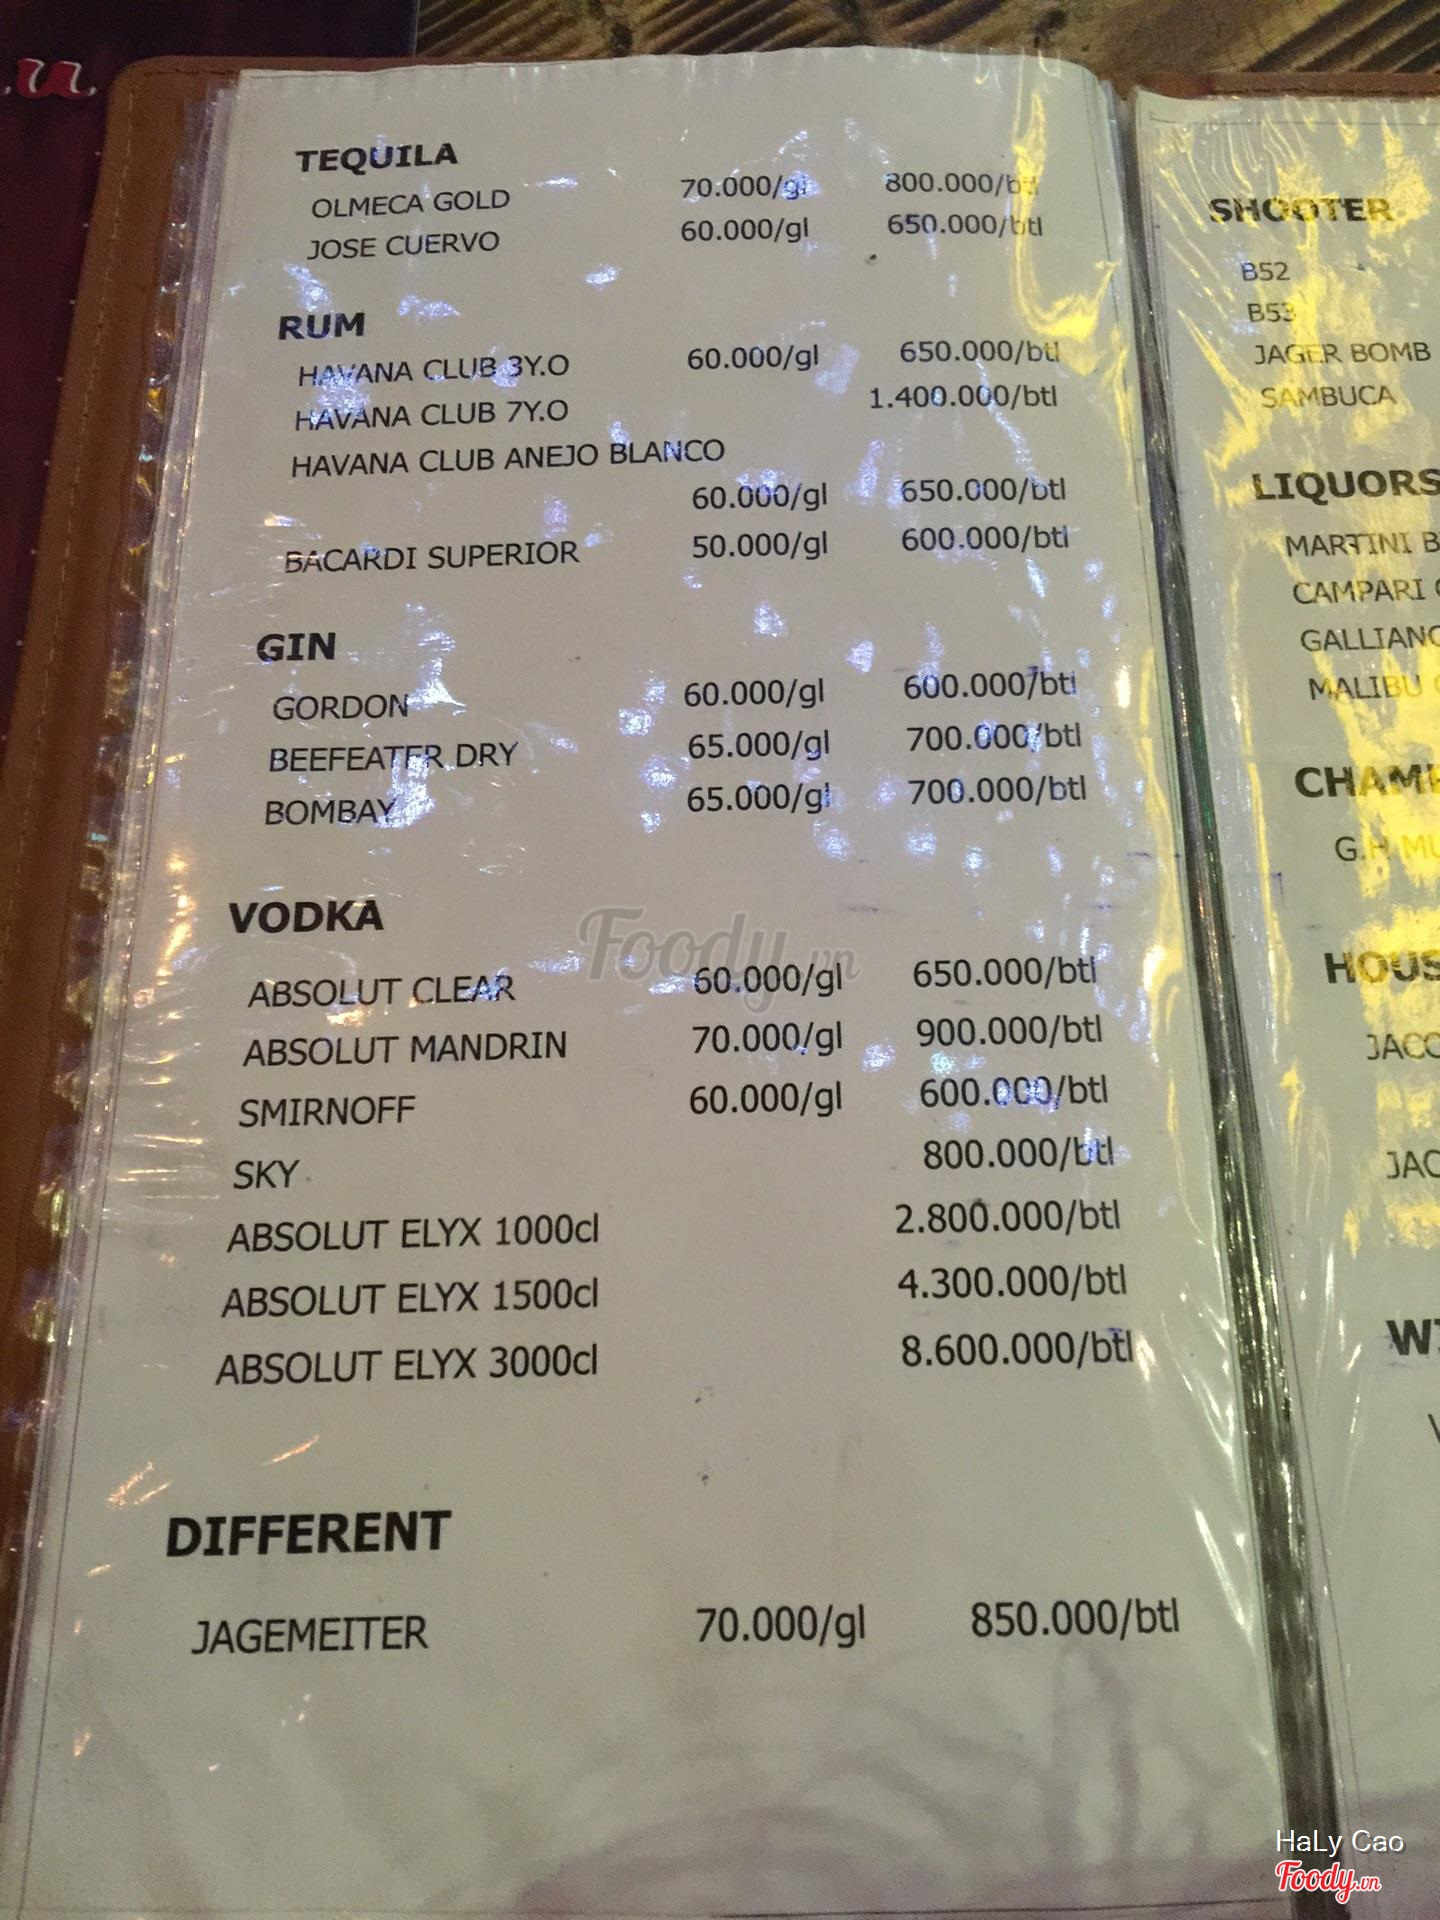 TEQUILA
OLMECA GOLD 70.000/gl 800.000/btl
JOSE CUERVO 60.000/gl 650.000/btl
RUM
HAVANA CLUB 3Y.O 60.000/gl 650.000/btl
HAVANA CLUB 7Y.O 1.400.000/btl
HAVANA CLUB ANEJO BLANCO
60.000/gl 650.000/btl
BACARDI SUPERIOR 50.000/gl 600.000/btl
GIN
GORDON 60.000/gl 600.000/btl
BEEFEATER DRY 65.000/gl 700.000/btl
BOMBAY 65.000/gl 700.000/btl
VODKA
ABSOLUT CLEAR 60.000/gl 650.000/btl
ABSOLUT MANDRIN 70.000/gl 900.000/btl
SMIRNOFF 60.000/gl 600.000/btl
SKY 800.000/btl
ABSOLUT ELYX 1000cl 2.800.000/btl
ABSOLUT ELYX 1500cl 4.300.000/btl
ABSOLUT ELYX 3000cl 8.600.000/btl
DIFFERENT
JAGEMEITER 70.000/gl 850.000/btl
SHOOTER
B52
B53
JAGER BOMB
SAMBUCA
LIQUORS
MARTINI
CAMPARI
GALLIANO
MALIBU
G.H
Foody.vn
HaLy Cao
Foody.vn